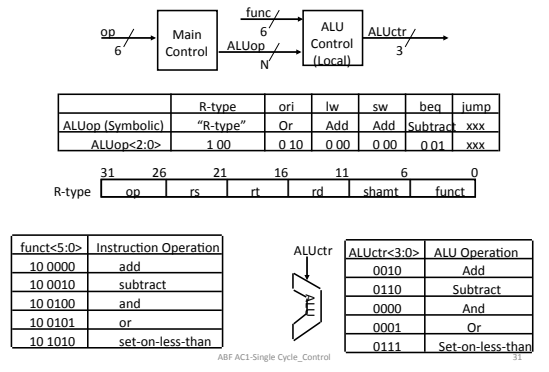 op
6
Main
Control
func
6
ALUop
N
ALU
Control
(Local)
ALUctr
3
R-type ori lw sw beq jump
ALUop (Symbolic) “R-type” Or Add Add Subtract xxx
ALUop<2:0> 1 00 0 10 0 00 0 00 0 01 xxx
31 26 21 16 11 6 0
R-type op rs rt rd shamt funct
funct<5:0> Instruction Operation
10 0000 add
10 0010 subtract
10 0100 and
10 0101 or
10 1010 set-on-less-than
ALUctr
ALU
ALUctr<3:0> ALU Operation
0010 Add
0110 Subtract
0000 And
0001 Or
0111 Set-on-less-than
ABF AC1-Single Cycle_Control
31